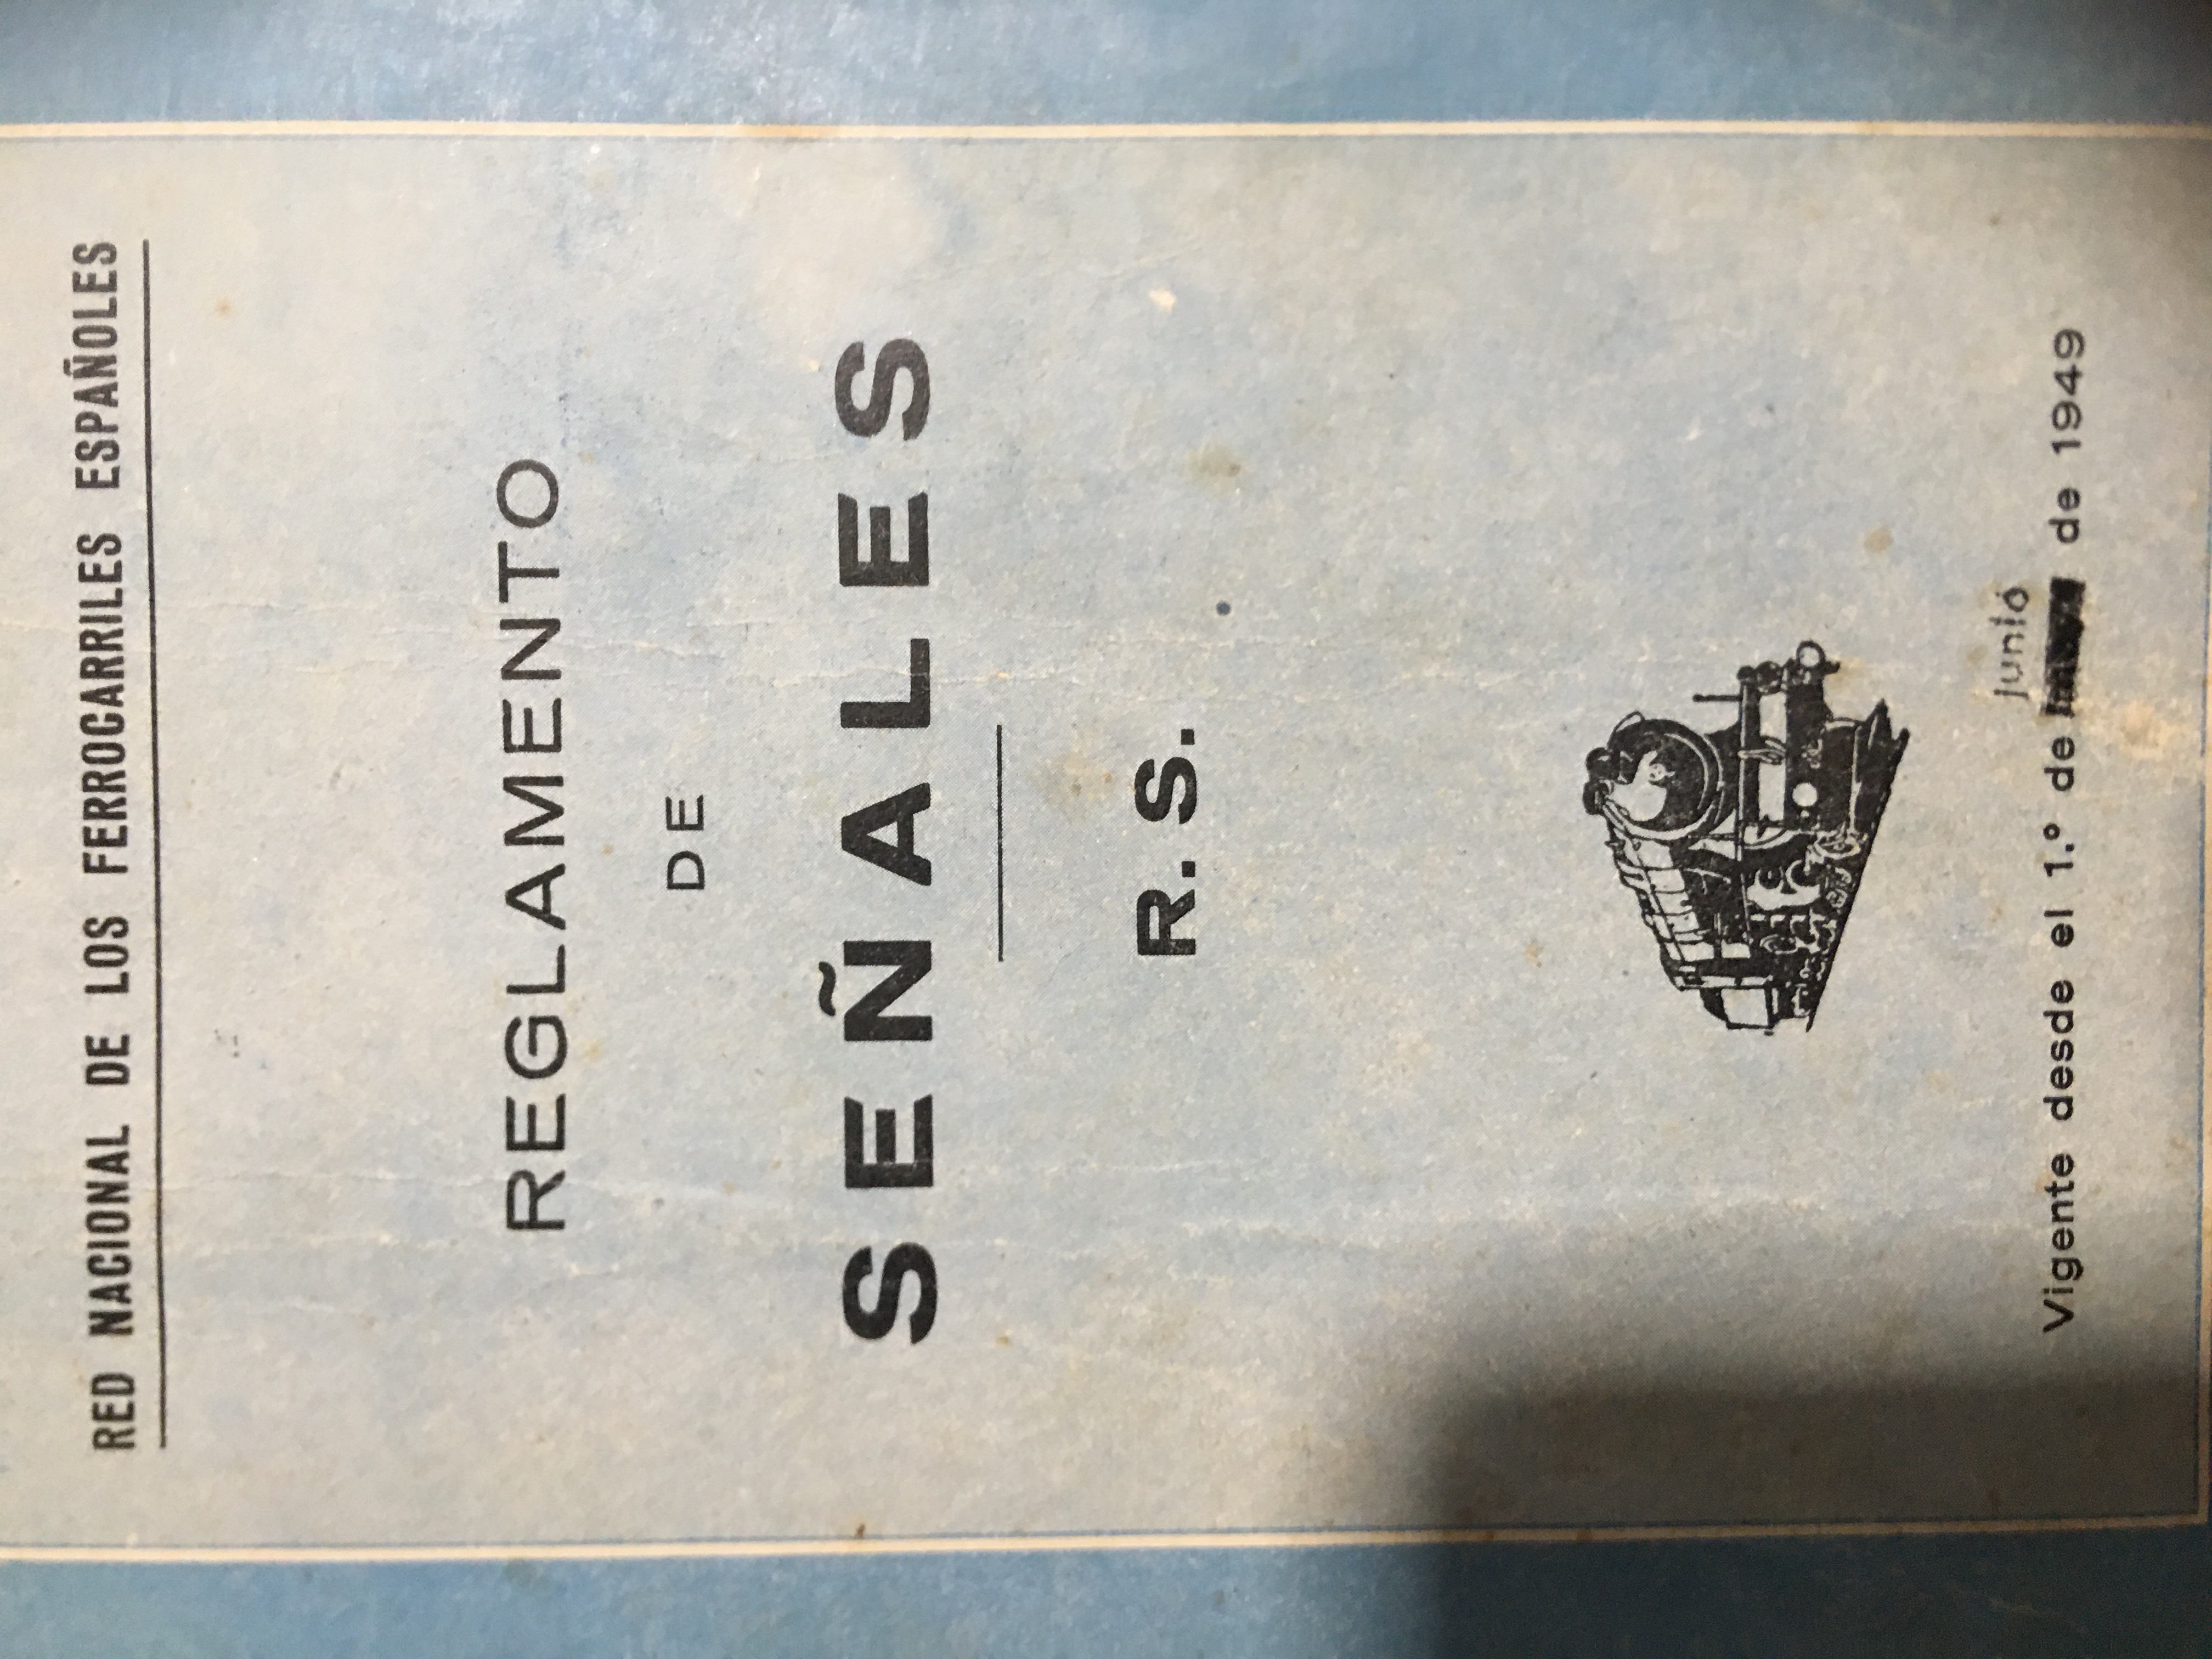 RED NACIONAL DE LOS FERROCARRILES ESPAÑOLES
REGLAMENTO
DE
SEÑALES
R. S.
junio
Vigente desde el 1.º de de 1949